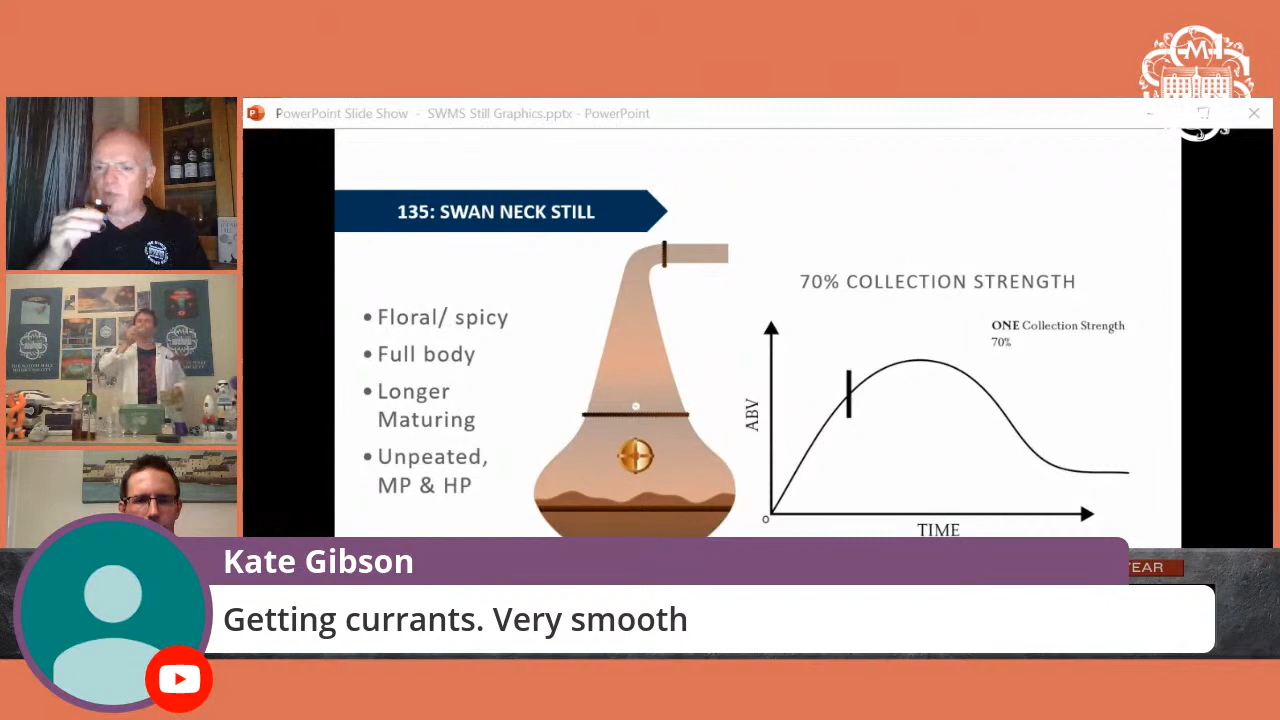 M
PowerPoint Slide Show - SWMS Still Graphics.pptx - PowerPoint
135: SWAN NECK STILL
• Floral/ spicy
• Full body
• Longer
Maturing
• Unpeated,
MP & HP
70% COLLECTION STRENGTH
ONE Collection Strength
70%
ABV
O
TIME
YEAR
Kate Gibson
Getting currants. Very smooth